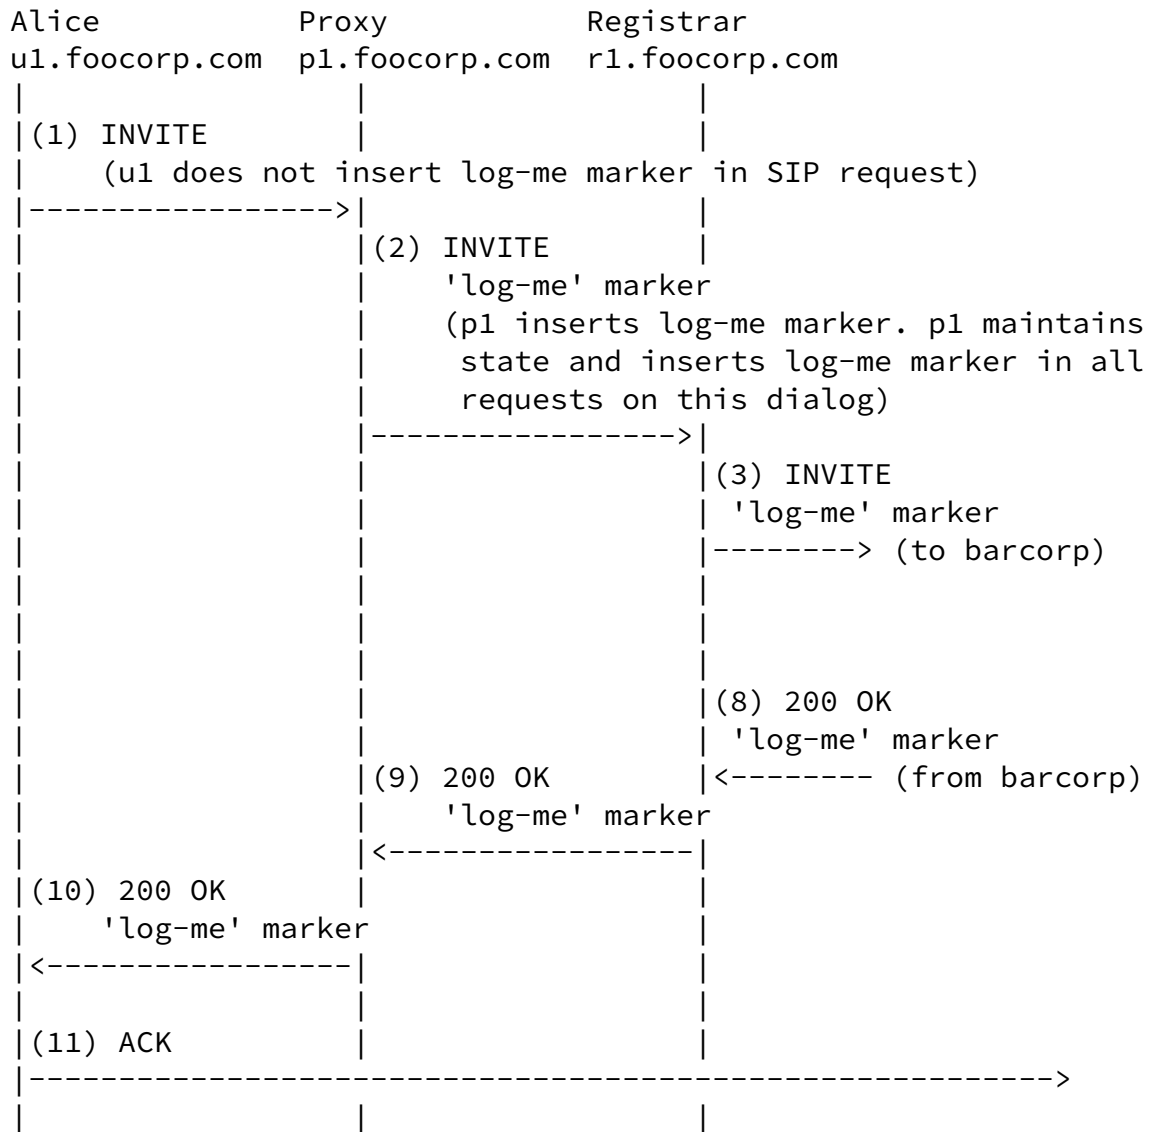 Alice Proxy Registrar
u1.foocorp.com p1.foocorp.com r1.foocorp.com
(1) INVITE
(u1 does not insert log-me marker in SIP request)
(2) INVITE
'log-me' marker
(p1 inserts log-me marker. p1 maintains
state and inserts log-me marker in all
requests on this dialog)
(3) INVITE
'log-me' marker
(to barcorp)
(8) 200 OK
'log-me' marker
(9) 200 OK (from barcorp)
'log-me' marker
(10) 200 OK
'log-me' marker
(11) ACK